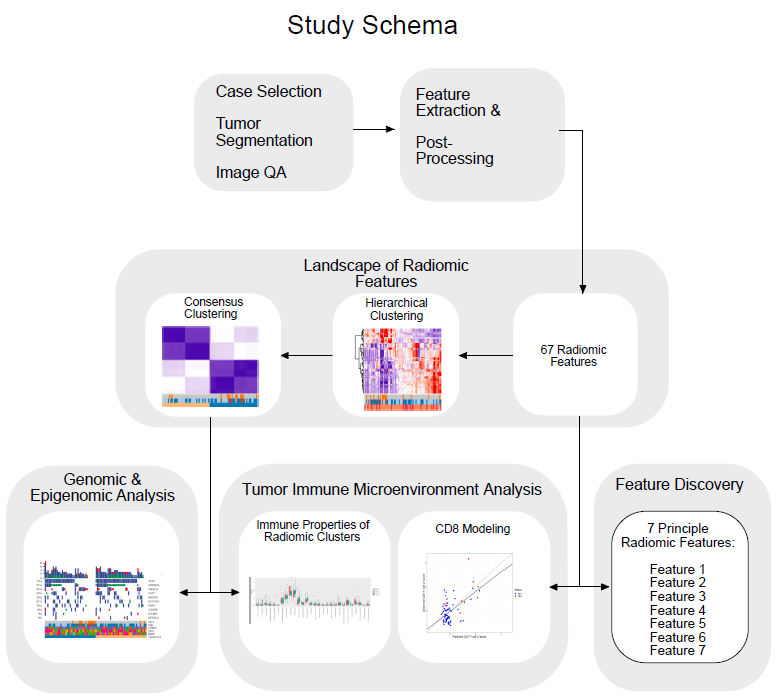 Study Schema
Case Selection
Tumor
Segmentation
Image QA
Feature
Extraction &
Post-
Processing
Landscape of Radiomic
Features
Consensus
Clustering
Hierarchical
Clustering
67 Radiomic
Features
Genomic &
Epigenomic Analysis
Tumor Immune Microenvironment Analysis
Immune Properties of
Radiomic Clusters
CD8 Modeling
Feature Discovery
7 Principle
Radiomic Features:
Feature 1
Feature 2
Feature 3
Feature 4
Feature 5
Feature 6
Feature 7